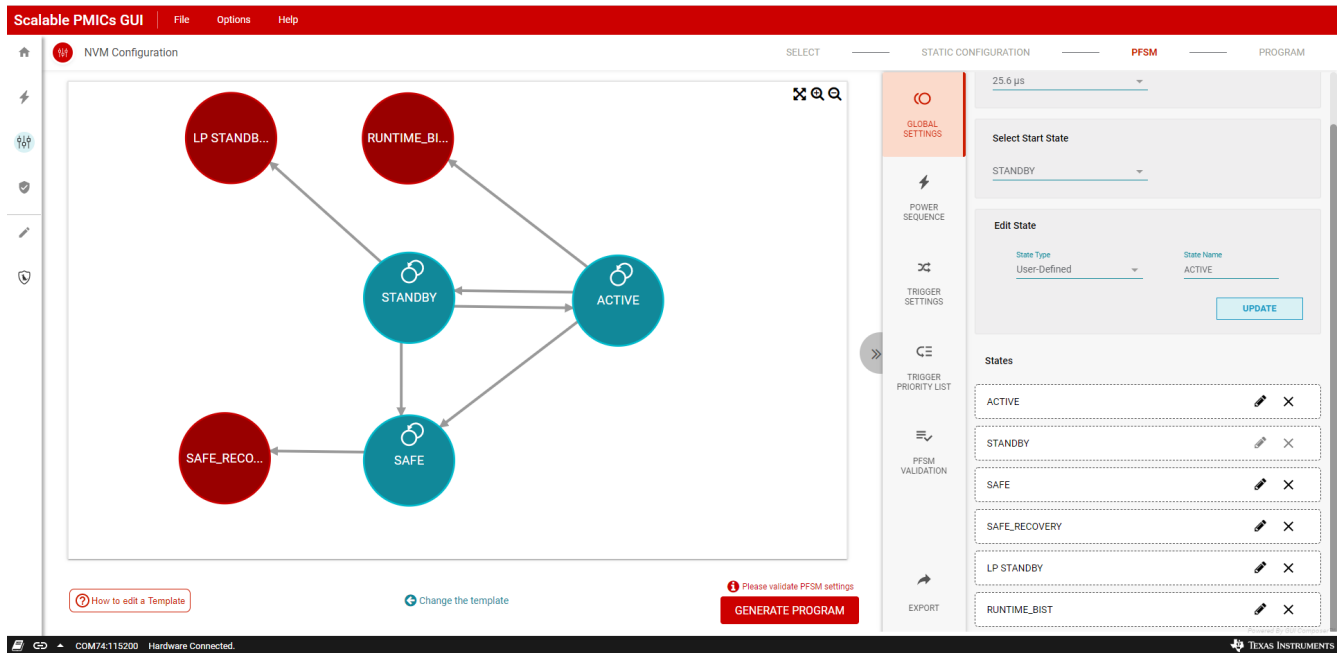 Scalable PMICs GUI
File
Options
Help
NVM Configuration
SELECT
STATIC CONFIGURATION
PFSM
PROGRAM
LP STANDB...
RUNTIME_BI...
STANDBY
ACTIVE
SAFE_RECO...
SAFE
How to edit a Template
Change the template
Please validate PFSM settings
GENERATE PROGRAM
GLOBAL
SETTINGS
POWER
SEQUENCE
TRIGGER
SETTINGS
TRIGGER
PRIORITY LIST
PFSM
VALIDATION
EXPORT
25.6 µs
Select Start State
STANDBY
Edit State
State Type
User-Defined
State Name
ACTIVE
UPDATE
States
ACTIVE
STANDBY
SAFE
SAFE_RECOVERY
LP STANDBY
RUNTIME_BIST
Powered By GUI Composer
COM74:115200 Hardware Connected.
TEXAS INSTRUMENTS